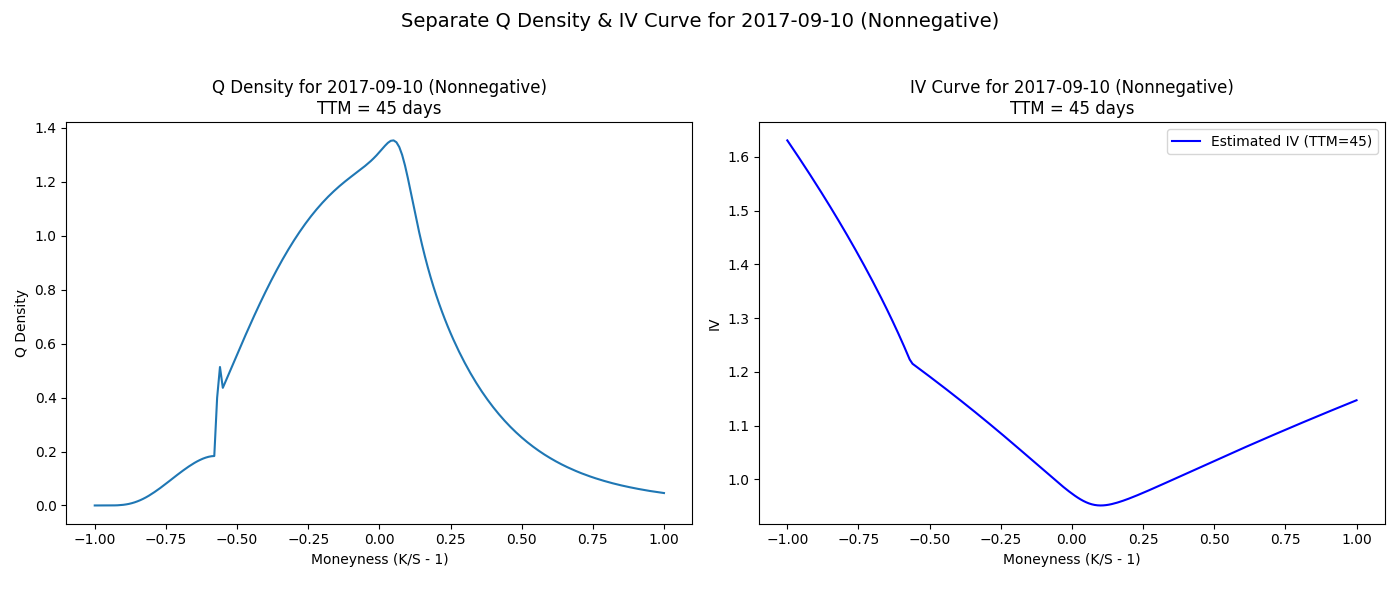 Separate Q Density & IV Curve for 2017-09-10 (Nonnegative)
Q Density for 2017-09-10 (Nonnegative)
TTM = 45 days
Q Density
1.4
1.2
1.0
0.8
0.6
0.4
0.2
0.0
−1.00 −0.75 −0.50 −0.25 0.00 0.25 0.50 0.75 1.00
Moneyness (K/S - 1)
IV Curve for 2017-09-10 (Nonnegative)
TTM = 45 days
Estimated IV (TTM=45)
IV
1.6
1.5
1.4
1.3
1.2
1.1
1.0
−1.00 −0.75 −0.50 −0.25 0.00 0.25 0.50 0.75 1.00
Moneyness (K/S - 1)